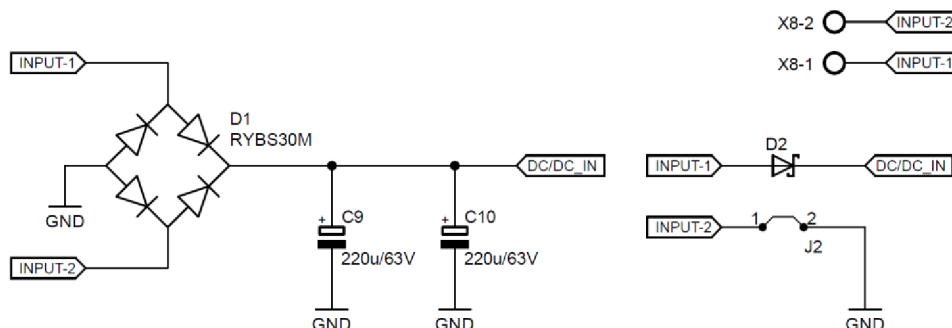 X8-2 INPUT-2
INPUT-1 X8-1 INPUT-1
D1
RYBS30M
D2
DC/DC_IN INPUT-1 DC/DC_IN
GND
+ C9 + C10
INPUT-2 1 2
J2
220u/63V 220u/63V
INPUT-2
GND GND GND